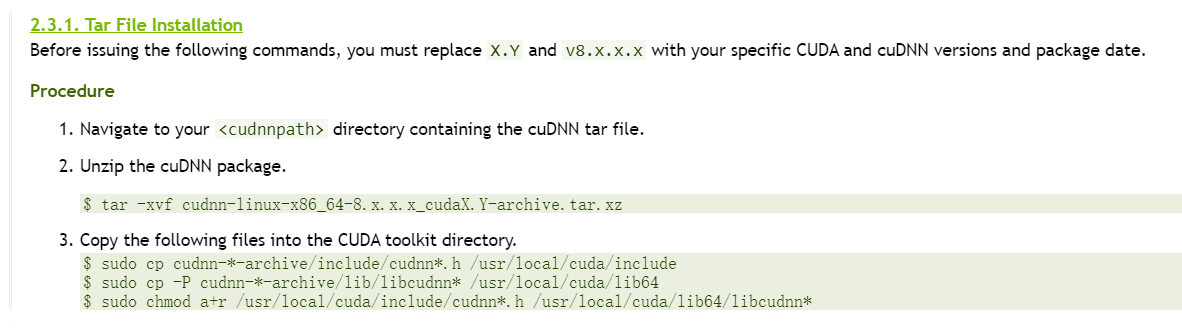 2.3.1. Tar File Installation
Before issuing the following commands, you must replace X.Y and v8.x.x.x with your specific CUDA and cuDNN versions and package date.
Procedure
1. Navigate to your <cudnnpath> directory containing the cuDNN tar file.
2. Unzip the cuDNN package.
$ tar -xvf cudnn-linux-x86_64-8.x.x.x_cudaX.Y-archive.tar.xz
3. Copy the following files into the CUDA toolkit directory.
$ sudo cp cudnn-*-archive/include/cudnn*.h /usr/local/cuda/include
$ sudo cp -P cudnn-*-archive/lib/libcudnn* /usr/local/cuda/lib64
$ sudo chmod a+r /usr/local/cuda/include/cudnn*.h /usr/local/cuda/lib64/libcudnn*